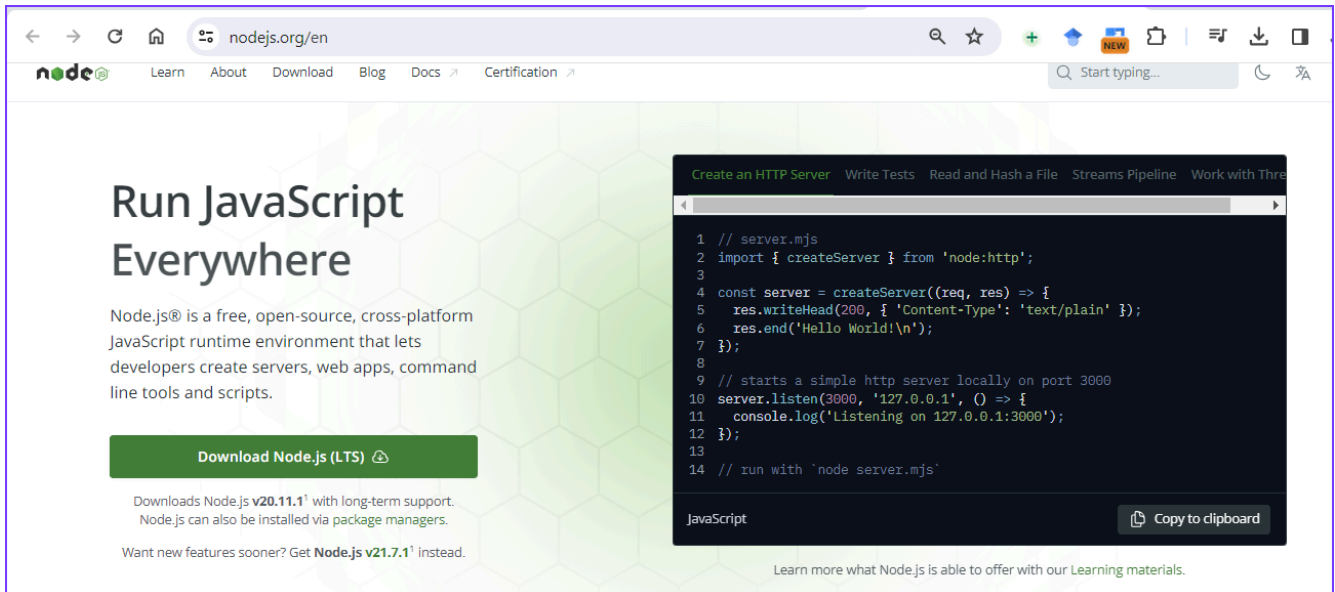 nodejs.org/en
NEW
node JS
Learn About Download Blog Docs Certification
Start typing...
Run JavaScript
Everywhere
Node.js® is a free, open-source, cross-platform
JavaScript runtime environment that lets
developers create servers, web apps, command
line tools and scripts.
Download Node.js (LTS)
Downloads Node.js v20.11.1¹ with long-term support.
Node.js can also be installed via package managers.
Want new features sooner? Get Node.js v21.7.1¹ instead.
Create an HTTP Server Write Tests Read and Hash a File Streams Pipeline Work with Thre
1 // server.mjs
2 import { createServer } from 'node:http';
3
4 const server = createServer((req, res) => {
5   res.writeHead(200, { 'Content-Type': 'text/plain' });
6   res.end('Hello World!\n');
7 });
8
9 // starts a simple http server locally on port 3000
10 server.listen(3000, '127.0.0.1', () => {
11   console.log('Listening on 127.0.0.1:3000');
12 });
13
14 // run with `node server.mjs`
JavaScript
Copy to clipboard
Learn more what Node.js is able to offer with our Learning materials.